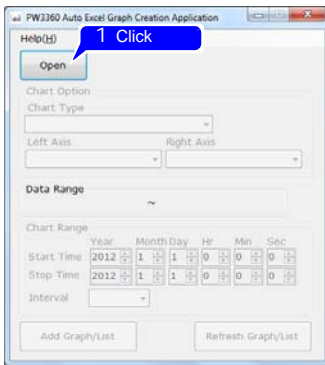 PW3360 Auto Excel Graph Creation Application
Help(H)
1 Click
Open
Chart Option
Chart Type
Left Axis Right Axis
Data Range
~
Chart Range
Year Month Day Hr Min Sec
Start Time 2012 1 1 0 0 0
Stop Time 2012 1 1 0 0 0
Interval
Add Graph/List Refresh Graph/List